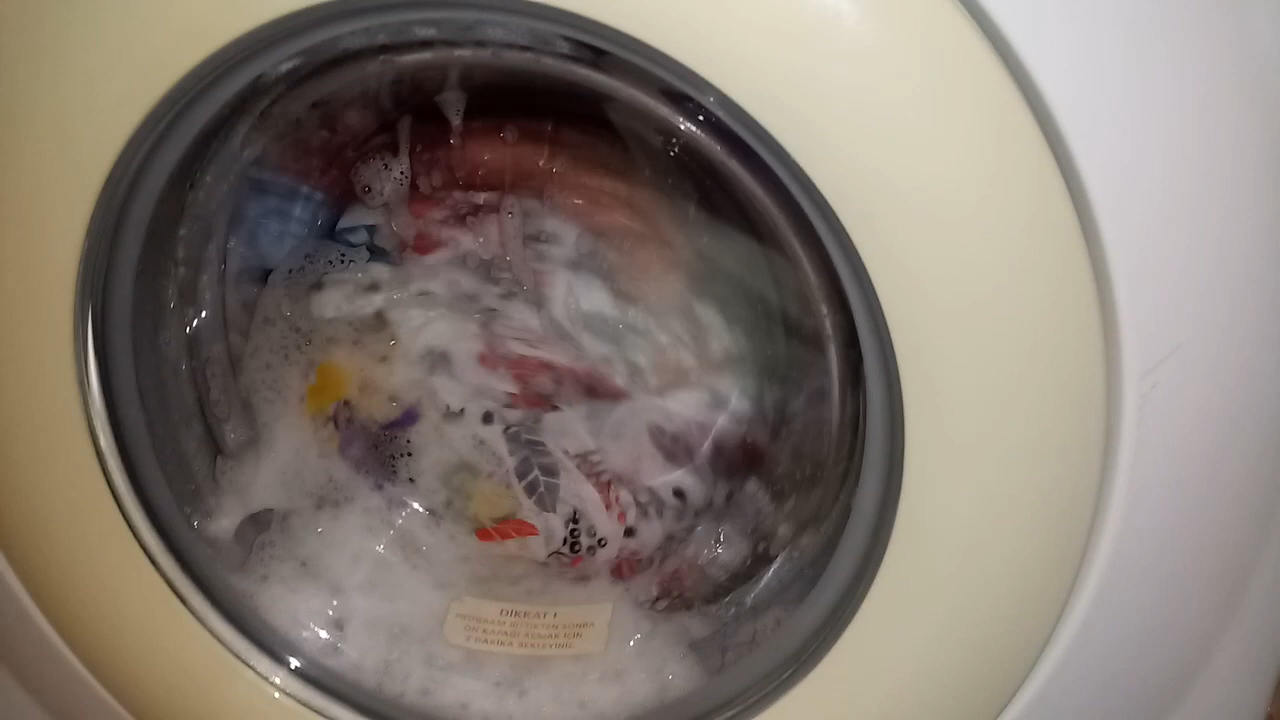 DİKKAT !
PROGRAM BİTTİKTEN SONRA
ÖN KAPAĞI AÇMAK İÇİN
2 DAKİKA BEKLEYİNİZ.